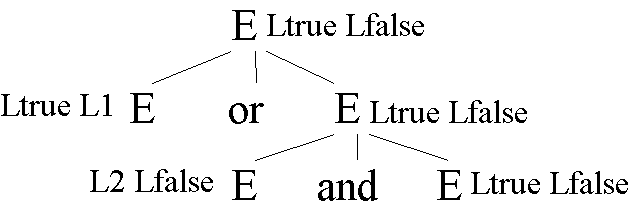 E Ltrue Lfalse
Ltrue L1 E or E Ltrue Lfalse
L2 Lfalse E and E Ltrue Lfalse